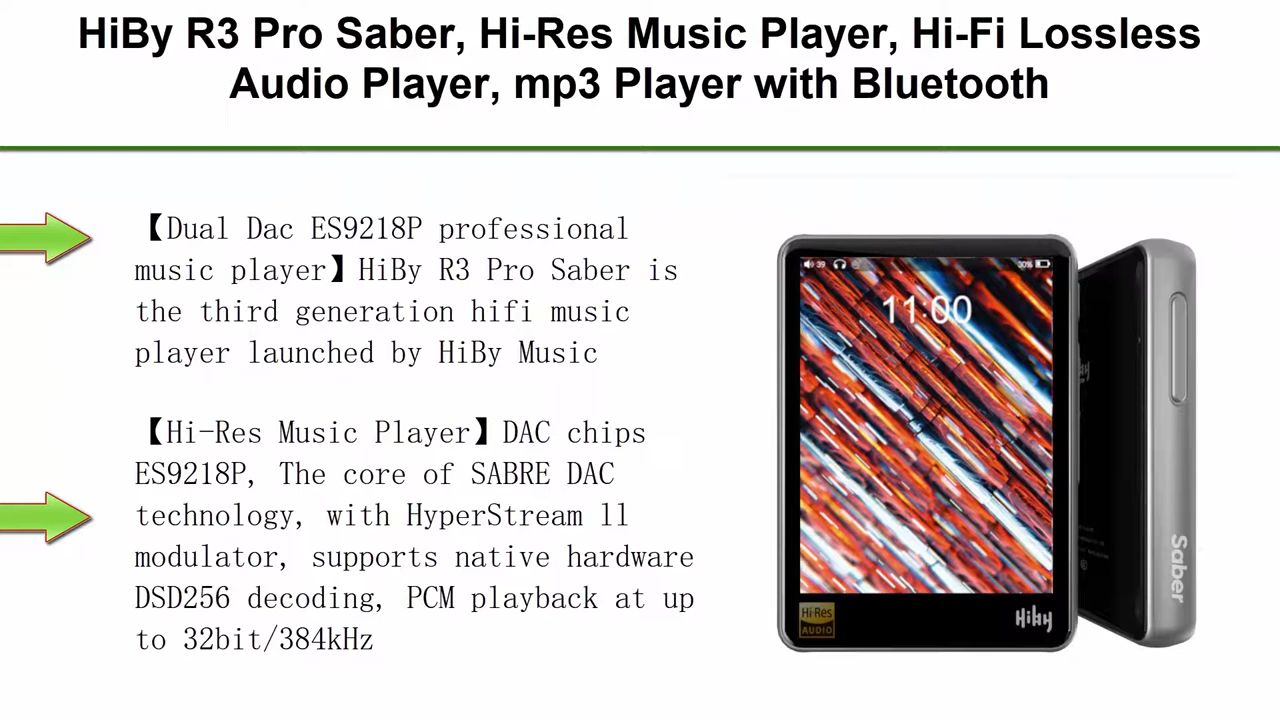 HiBy R3 Pro Saber, Hi-Res Music Player, Hi-Fi Lossless
Audio Player, mp3 Player with Bluetooth
【Dual Dac ES9218P professional
music player】HiBy R3 Pro Saber is
the third generation hifi music
player launched by HiBy Music
【Hi-Res Music Player】DAC chips
ES9218P, The core of SABRE DAC
technology, with HyperStream ll
modulator, supports native hardware
DSD256 decoding, PCM playback at up
to 32bit/384kHz
39
30%
11:00
Hi-Res
AUDIO
Hiby
Saber